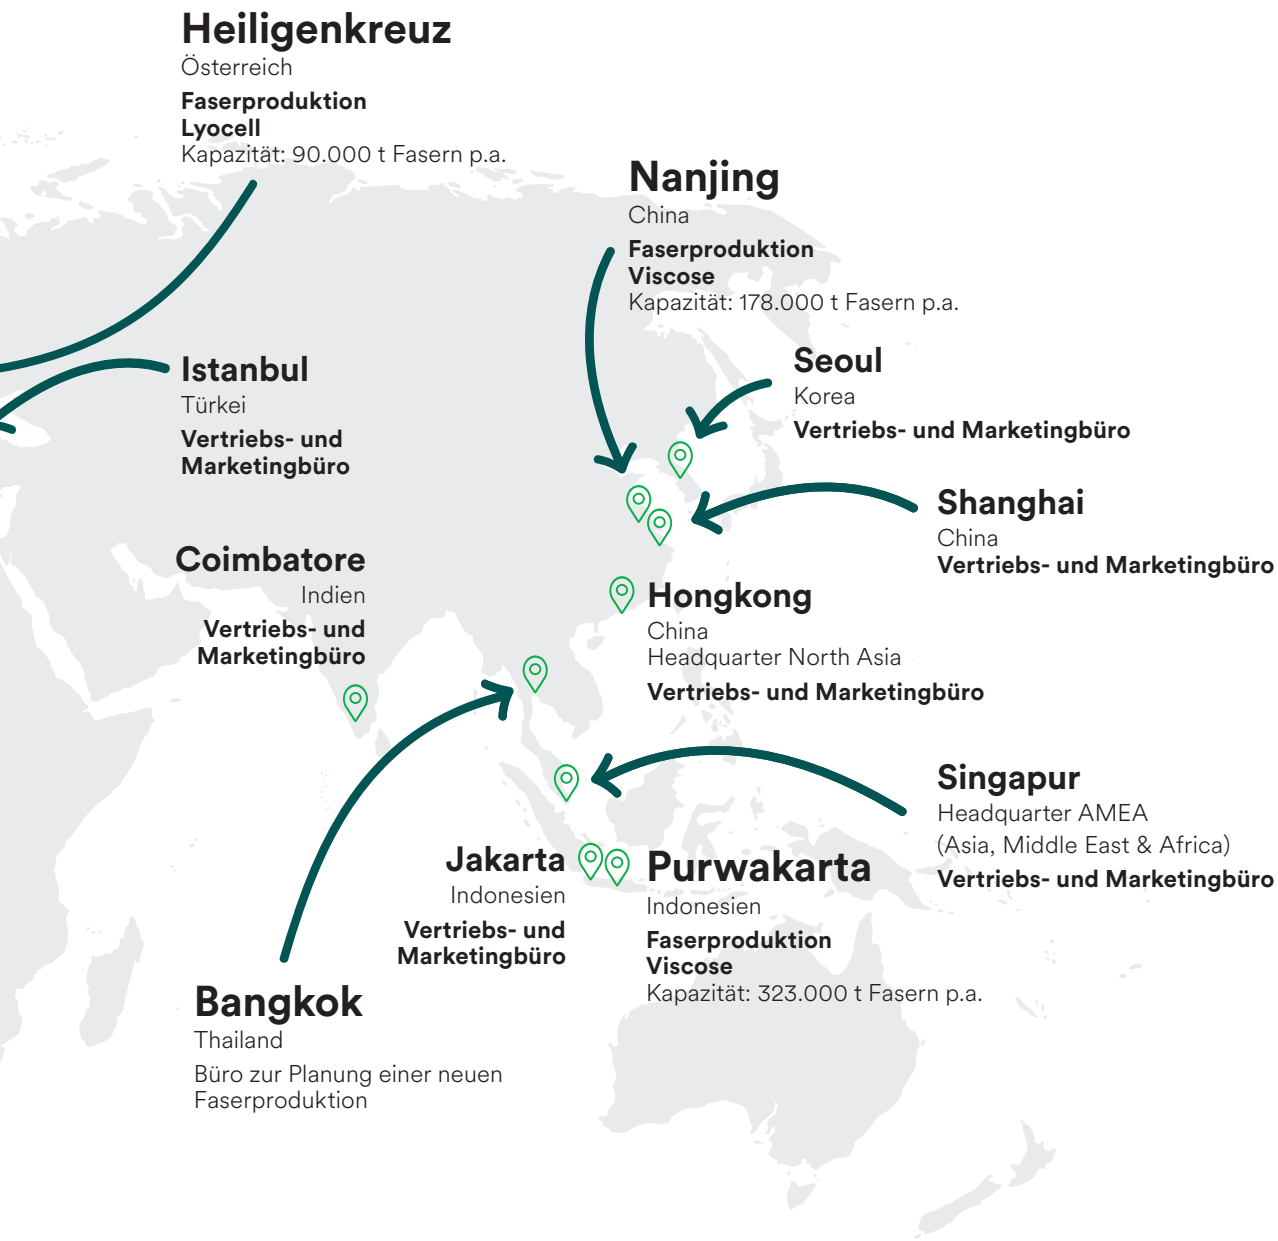 Heiligenkreuz
Österreich
Faserproduktion
Lyocell
Kapazität: 90.000 t Fasern p.a.
Nanjing
China
Faserproduktion
Viscose
Kapazität: 178.000 t Fasern p.a.
Istanbul
Türkei
Vertriebs- und
Marketingbüro
Seoul
Korea
Vertriebs- und Marketingbüro
Shanghai
China
Vertriebs- und Marketingbüro
Coimbatore
Indien
Vertriebs- und
Marketingbüro
Hongkong
China
Headquarter North Asia
Vertriebs- und Marketingbüro
Singapur
Headquarter AMEA
(Asia, Middle East & Africa)
Vertriebs- und Marketingbüro
Jakarta
Indonesien
Vertriebs- und
Marketingbüro
Purwakarta
Indonesien
Faserproduktion
Viscose
Kapazität: 323.000 t Fasern p.a.
Bangkok
Thailand
Büro zur Planung einer neuen
Faserproduktion